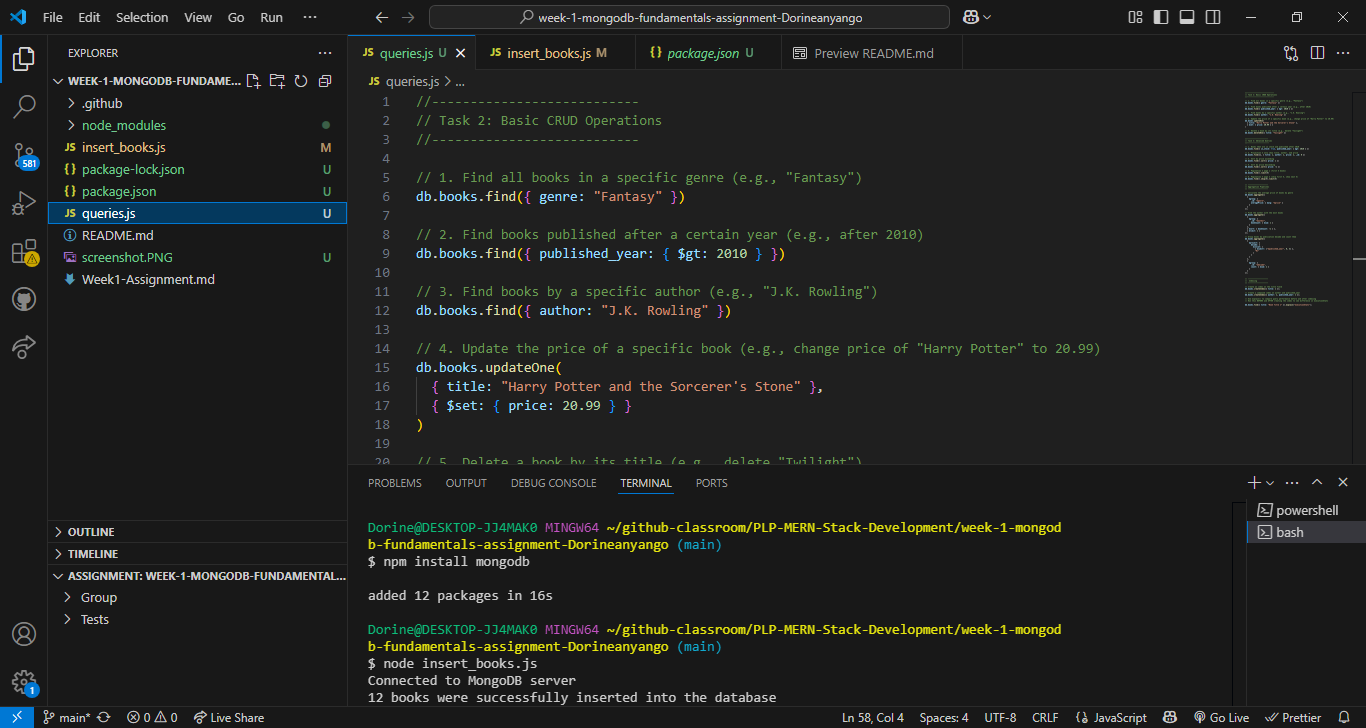 File Edit Selection View Go Run ···
week-1-mongodb-fundamentals-assignment-Dorineanyango
EXPLORER
WEEK-1-MONGODB-FUNDAME...
.github
node_modules
JS insert_books.js M
{} package-lock.json U
{} package.json U
JS queries.js U
README.md
screenshot.PNG U
Week1-Assignment.md
581
OUTLINE
TIMELINE
ASSIGNMENT: WEEK-1-MONGODB-FUNDAMENTAL...
Group
Tests
1
JS queries.js U
JS insert_books.js M
{} package.json U
Preview README.md
JS queries.js > ...
1 //---------------------------
2 // Task 2: Basic CRUD Operations
3 //---------------------------
4
5 // 1. Find all books in a specific genre (e.g., "Fantasy")
6 db.books.find({ genre: "Fantasy" })
7
8 // 2. Find books published after a certain year (e.g., after 2010)
9 db.books.find({ published_year: { $gt: 2010 } })
10
11 // 3. Find books by a specific author (e.g., "J.K. Rowling")
12 db.books.find({ author: "J.K. Rowling" })
13
14 // 4. Update the price of a specific book (e.g., change price of "Harry Potter" to 20.99)
15 db.books.updateOne(
16 { title: "Harry Potter and the Sorcerer's Stone" },
17 { $set: { price: 20.99 } }
18 )
19
20 // 5. Delete a book by its title (e.g., delete "Twilight")
PROBLEMS OUTPUT DEBUG CONSOLE TERMINAL PORTS
powershell
bash
Dorine@DESKTOP-JJ4MAK0 MINGW64 ~/github-classroom/PLP-MERN-Stack-Development/week-1-mongod
b-fundamentals-assignment-Dorineanyango (main)
$ npm install mongodb
added 12 packages in 16s
Dorine@DESKTOP-JJ4MAK0 MINGW64 ~/github-classroom/PLP-MERN-Stack-Development/week-1-mongod
b-fundamentals-assignment-Dorineanyango (main)
$ node insert_books.js
Connected to MongoDB server
12 books were successfully inserted into the database
main* 0 0 Live Share Ln 58, Col 4 Spaces: 4 UTF-8 CRLF {} JavaScript Go Live Prettier